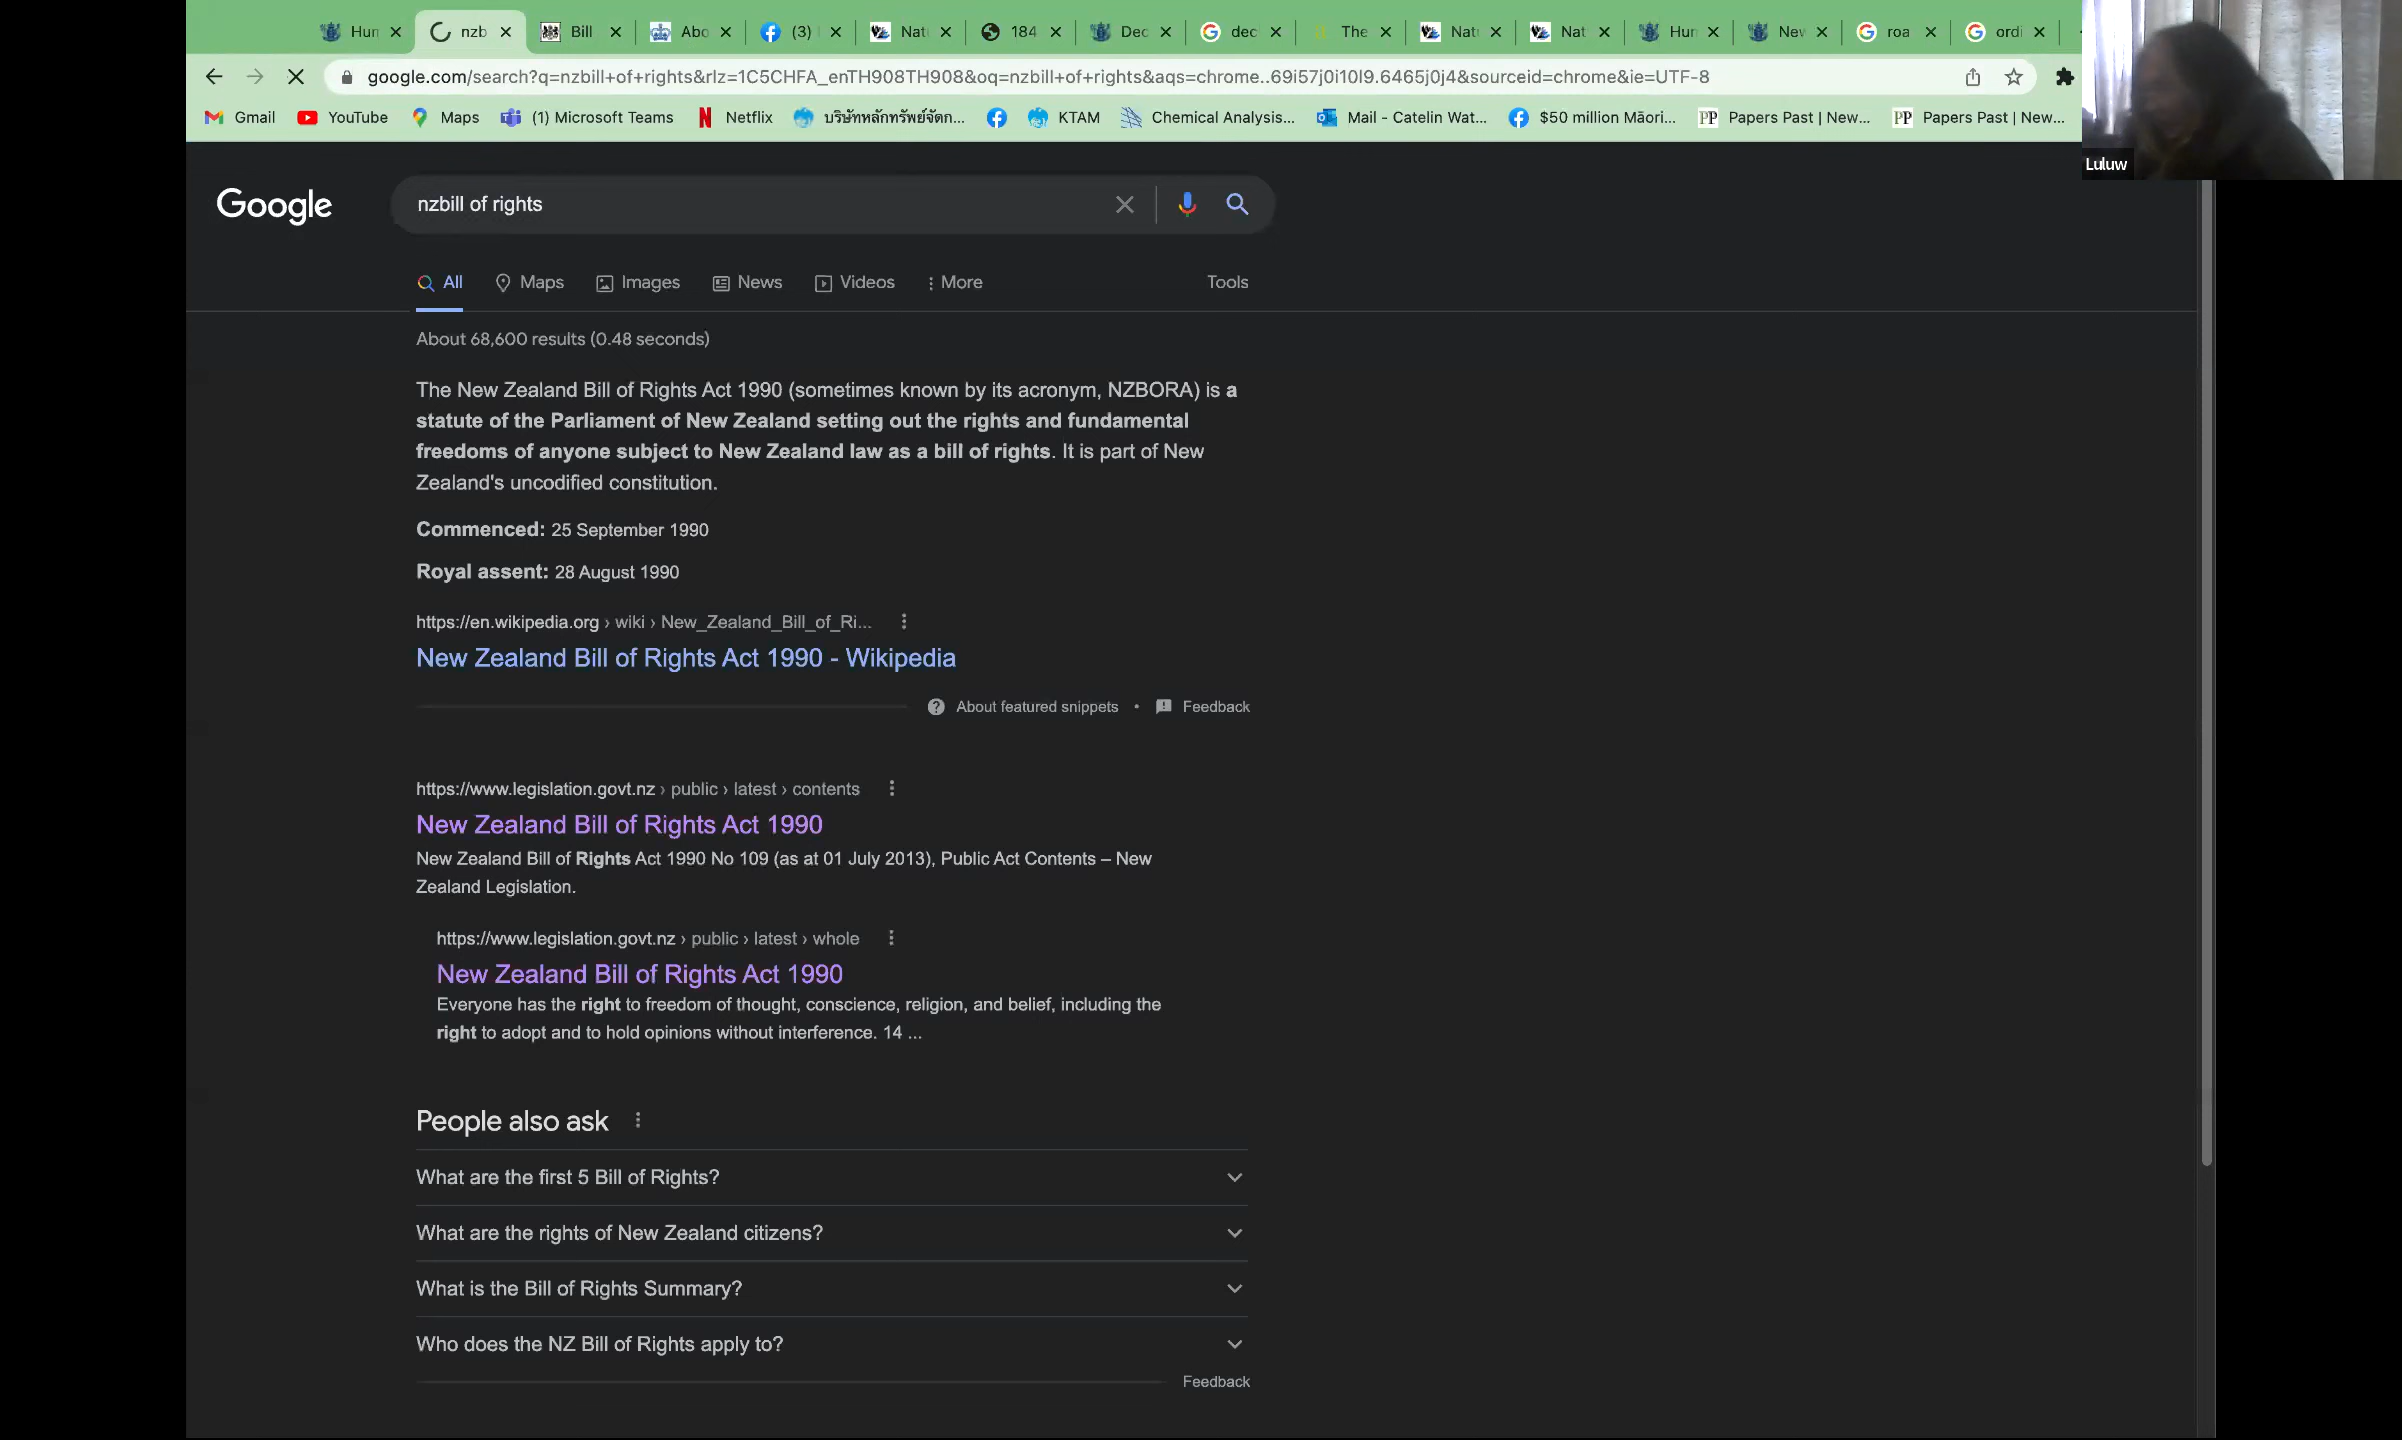 Hun
nzb
Bill
Abo
(3)
Nat
184
Dec
dec
The
Nat
Nat
Hur
Nev
roa
ordi
google.com/search?q=nzbill+of+rights&rlz=1C5CHFA_enTH908TH908&oq=nzbill+of+rights&aqs=chrome..69i57j0i10l9.6465j0j4&sourceid=chrome&ie=UTF-8
Gmail
YouTube
Maps
(1) Microsoft Teams
Netflix
บริษัทหลักทรัพย์จัดก...
KTAM
Chemical Analysis...
Mail - Catelin Wat...
$50 million Māori...
Papers Past | New...
Papers Past | New...
Luluw
Google
nzbill of rights
All
Maps
Images
News
Videos
More
Tools
About 68,600 results (0.48 seconds)
The New Zealand Bill of Rights Act 1990 (sometimes known by its acronym, NZBORA) is a
statute of the Parliament of New Zealand setting out the rights and fundamental
freedoms of anyone subject to New Zealand law as a bill of rights. It is part of New
Zealand's uncodified constitution.
Commenced: 25 September 1990
Royal assent: 28 August 1990
https://en.wikipedia.org › wiki › New_Zealand_Bill_of_Ri...
New Zealand Bill of Rights Act 1990 - Wikipedia
About featured snippets • Feedback
https://www.legislation.govt.nz › public › latest › contents
New Zealand Bill of Rights Act 1990
New Zealand Bill of Rights Act 1990 No 109 (as at 01 July 2013), Public Act Contents – New
Zealand Legislation.
https://www.legislation.govt.nz › public › latest › whole
New Zealand Bill of Rights Act 1990
Everyone has the right to freedom of thought, conscience, religion, and belief, including the
right to adopt and to hold opinions without interference. 14 ...
People also ask
What are the first 5 Bill of Rights?
What are the rights of New Zealand citizens?
What is the Bill of Rights Summary?
Who does the NZ Bill of Rights apply to?
Feedback